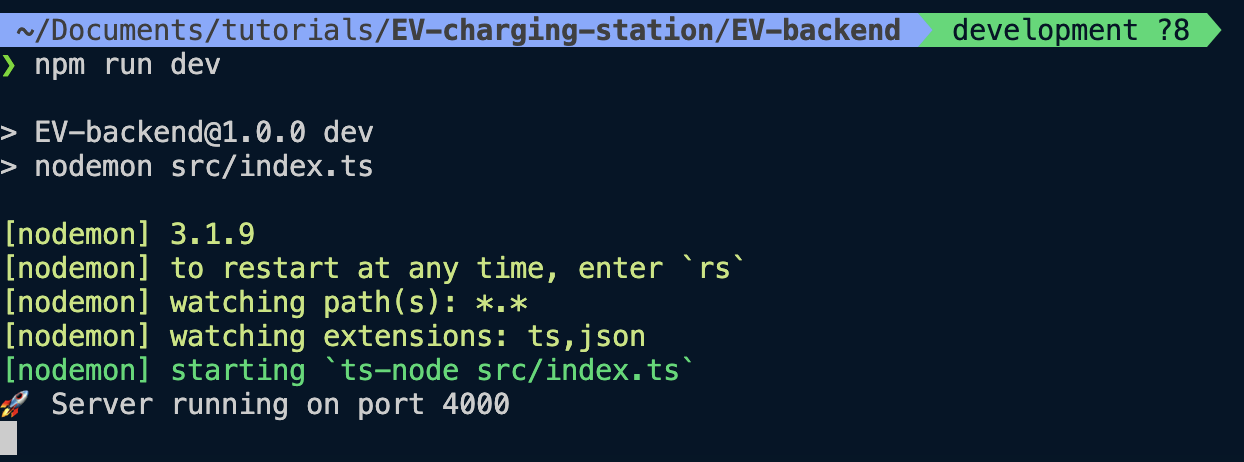 ~/Documents/tutorials/EV-charging-station/EV-backend development ?8
❯ npm run dev
> EV-backend@1.0.0 dev
> nodemon src/index.ts
[nodemon] 3.1.9
[nodemon] to restart at any time, enter `rs`
[nodemon] watching path(s): *.*
[nodemon] watching extensions: ts,json
[nodemon] starting `ts-node src/index.ts`
🚀 Server running on port 4000